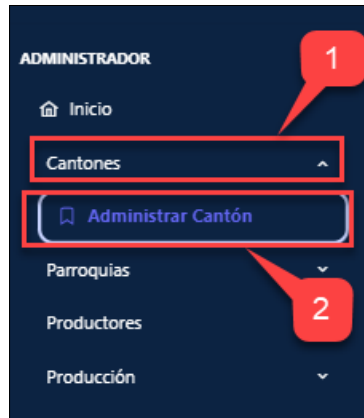 ADMINISTRADOR
1
Inicio
Cantones
Administrar Cantón
Parroquias
2
Productores
Producción